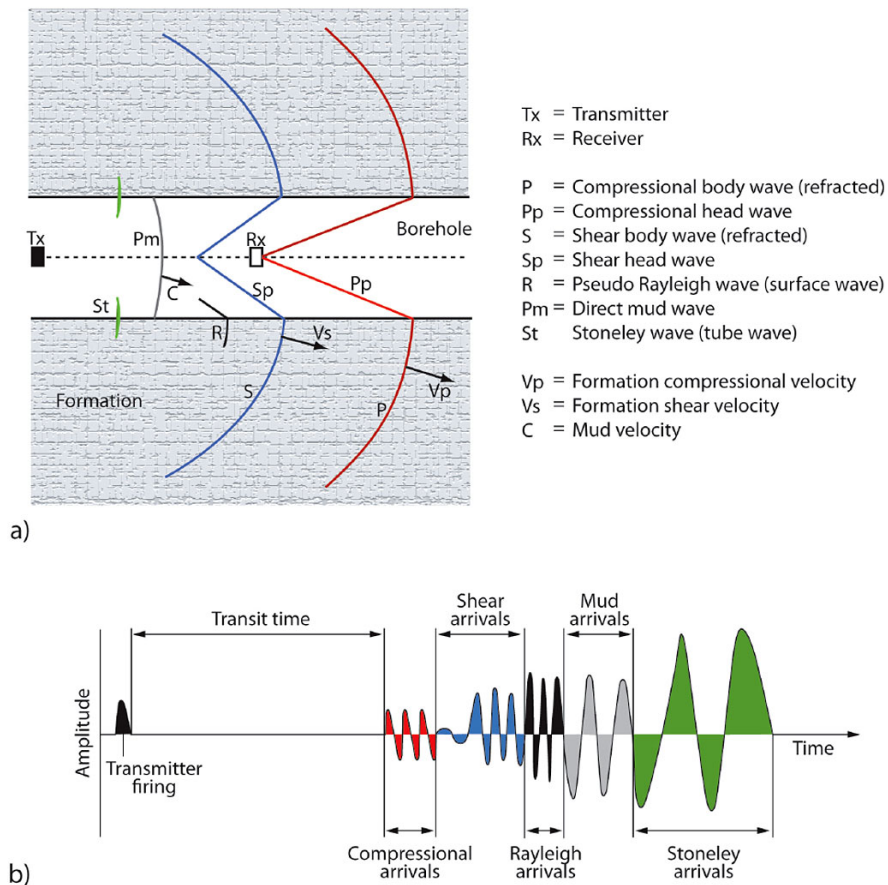 Tx = Transmitter
Rx = Receiver
P = Compressional body wave (refracted)
Pp = Compressional head wave
S = Shear body wave (refracted)
Sp = Shear head wave
R = Pseudo Rayleigh wave (surface wave)
Pm = Direct mud wave
St Stoneley wave (tube wave)
Vp = Formation compressional velocity
Vs = Formation shear velocity
C = Mud velocity
Borehole
Tx
Pm
Rx
C
Sp
Pp
St
R
Vs
Formation
S
P
Vp
a)
Transit time
Shear
arrivals
Mud
arrivals
Amplitude
Time
Transmitter
firing
Compressional
arrivals
Rayleigh
arrivals
Stoneley
arrivals
b)